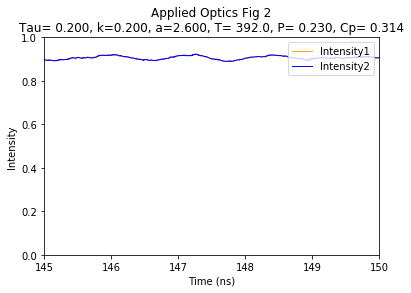 Applied Optics Fig 2
Tau= 0.200, k=0.200, a=2.600, T= 392.0, P= 0.230, Cp= 0.314
1.0
0.8
0.6
0.4
0.2
0.0
Intensity
Intensity1
Intensity2
145
146
147
148
149
150
Time (ns)